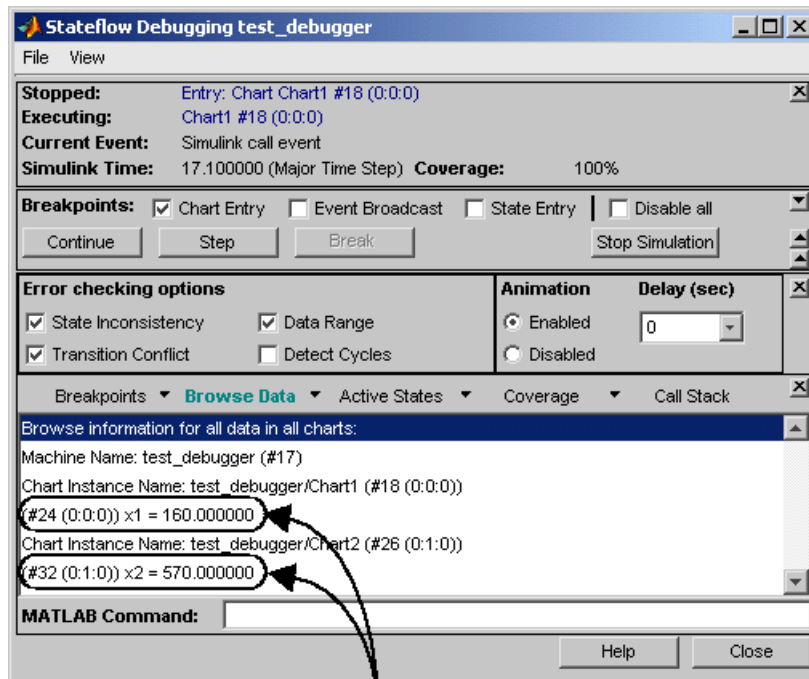 Stateflow Debugging test_debugger
File View
Stopped: Entry: Chart Chart1 #18 (0:0:0)
Executing: Chart1 #18 (0:0:0)
Current Event: Simulink call event
Simulink Time: 17.100000 (Major Time Step) Coverage: 100%
Breakpoints: Chart Entry Event Broadcast State Entry Disable all
Continue Step Break Stop Simulation
Error checking options Animation Delay (sec)
State Inconsistency Data Range Enabled 0
Transition Conflict Detect Cycles Disabled
Breakpoints Browse Data Active States Coverage Call Stack
Browse information for all data in all charts:
Machine Name: test_debugger (#17)
Chart Instance Name: test_debugger/Chart1 (#18 (0:0:0))
(#24 (0:0:0)) x1 = 160.000000
Chart Instance Name: test_debugger/Chart2 (#26 (0:1:0))
(#32 (0:1:0)) x2 = 570.000000
MATLAB Command:
Help Close